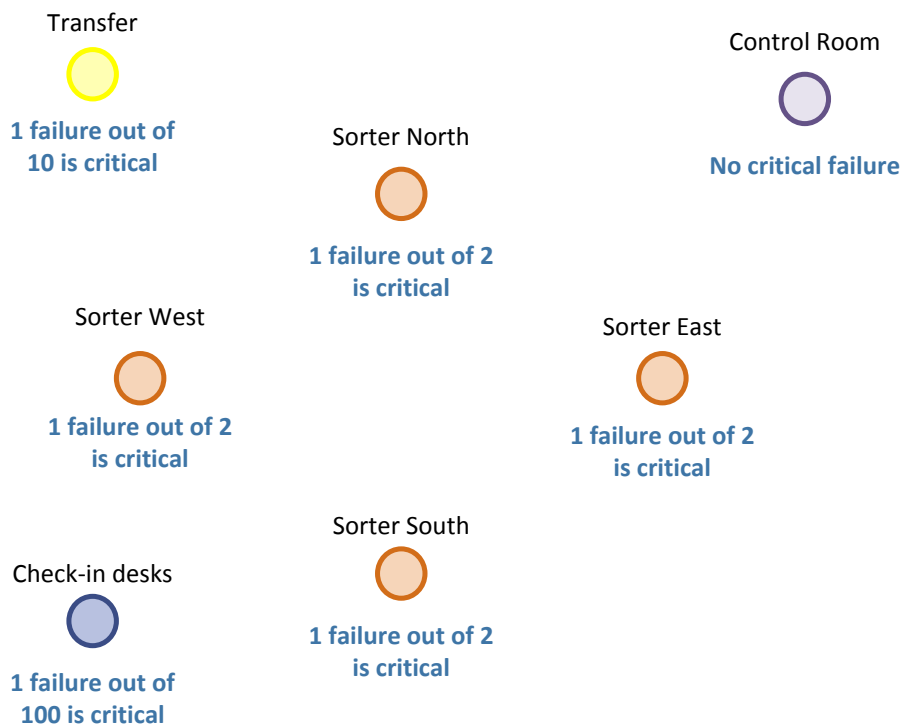 Transfer
1 failure out of
10 is critical
Control Room
No critical failure
Sorter North
1 failure out of 2
is critical
Sorter West
1 failure out of 2
is critical
Sorter East
1 failure out of 2
is critical
Sorter South
1 failure out of 2
is critical
Check-in desks
1 failure out of
100 is critical